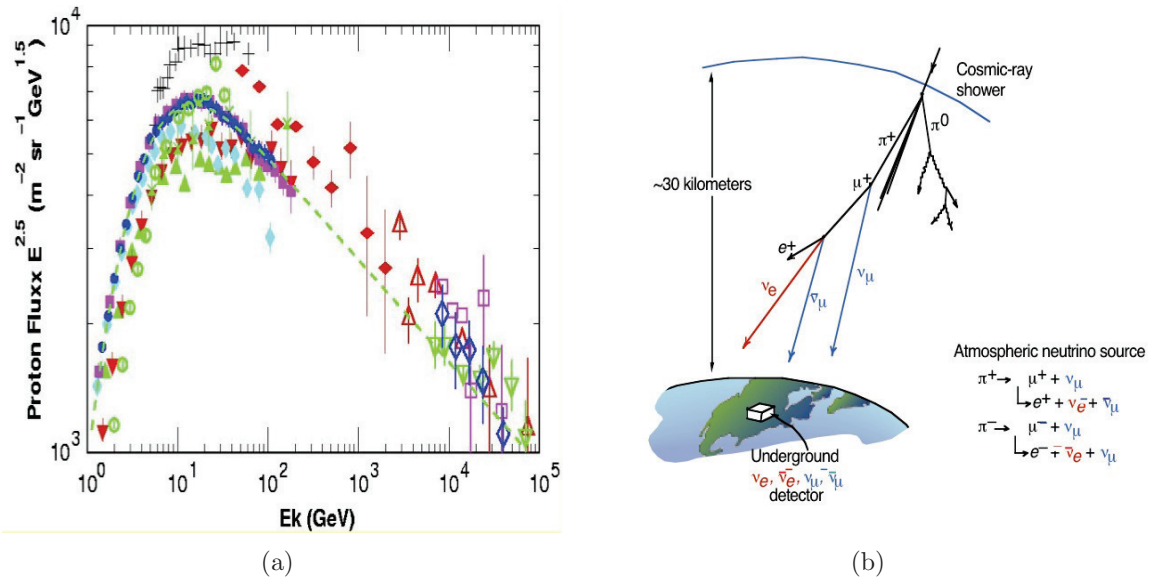 10⁴
10³
Proton Fluxx E^2.5 (m^−2 sr^−1 GeV^1.5)
10⁰ 10¹ 10² 10³ 10⁴ 10⁵
Ek (GeV)
(a)
Cosmic-ray
shower
π⁰
π+
~30 kilometers
μ+
e+
νμ
νe
ν̄μ
Atmospheric neutrino source
π+→ μ+ + νμ
↳e+ + νe + ν̄μ
π−→ μ− + νμ
↳e− + ν̄e + νμ
Underground
νe, ν̄e, νμ, ν̄μ
detector
(b)